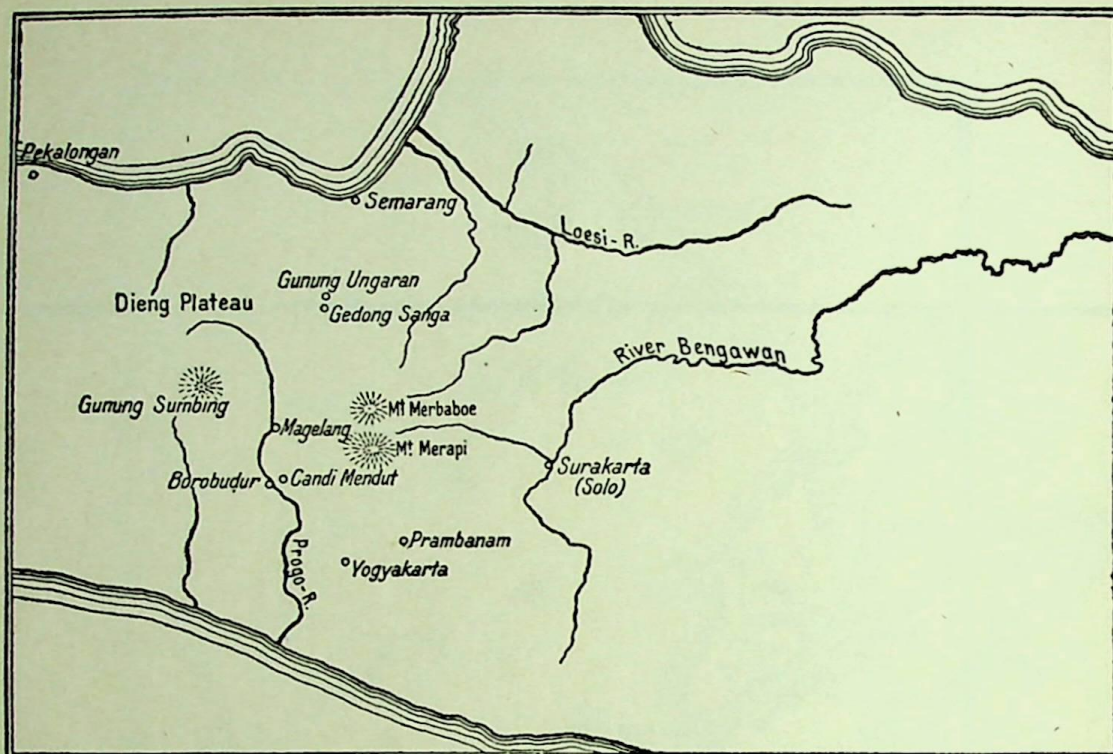 Pekalongan
Semarang
Loesi-R.
Gunung Ungaran
Gedong Sanga
Dieng Plateau
River Bengawan
Gunung Sumbing
Mt Merbaboe
Magelang
Mt Merapi
Surakarta
(Solo)
Borobudur
Candi Mendut
Prambanam
Progo-R.
Yogyakarta